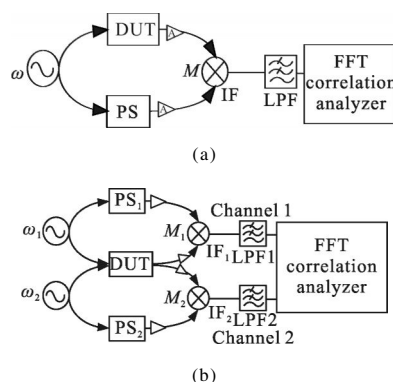 DUT
A
ω
M
IF
LPF
PS
A
FFT
correlation
analyzer
(a)
PS₁
ω₁
M₁
Channel 1
IF₁ LPF1
DUT
FFT
correlation
analyzer
ω₂
M₂
IF₂ LPF2
Channel 2
PS₂
(b)